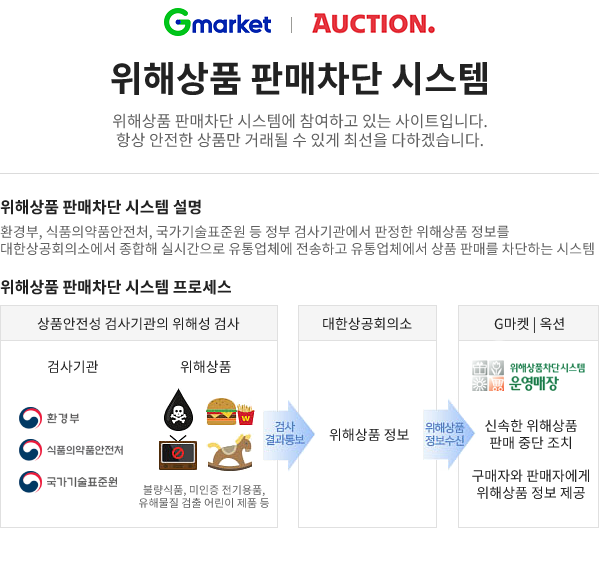 Gmarket | AUCTION.
위해상품 판매차단 시스템
위해상품 판매차단 시스템에 참여하고 있는 사이트입니다.
항상 안전한 상품만 거래될 수 있게 최선을 다하겠습니다.
위해상품 판매차단 시스템 설명
환경부, 식품의약품안전처, 국가기술표준원 등 정부 검사기관에서 판정한 위해상품 정보를
대한상공회의소에서 종합해 실시간으로 유통업체에 전송하고 유통업체에서 상품 판매를 차단하는 시스템
위해상품 판매차단 시스템 프로세스
상품안전성 검사기관의 위해성 검사
검사기관
환경부
식품의약품안전처
국가기술표준원
위해상품
불량식품, 미인증 전기용품,
유해물질 검출 어린이 제품 등
검사
결과통보
대한상공회의소
위해상품 정보
위해상품
정보수신
G마켓 | 옥션
위해상품차단시스템
운영매장
신속한 위해상품
판매 중단 조치
구매자와 판매자에게
위해상품 정보 제공